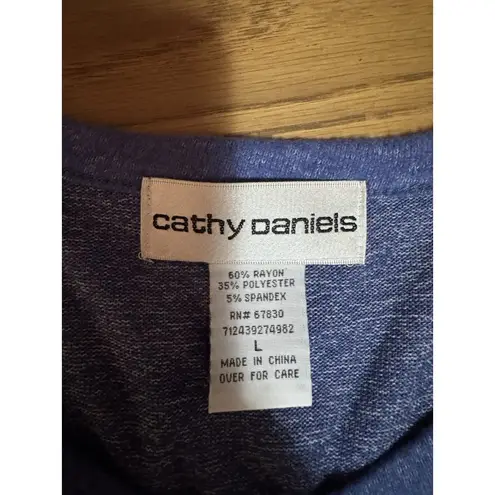 cathy Daniels
60% RAYON
35% POLYESTER
5% SPANDEX
RN# 67830
712439274982
L
MADE IN CHINA
OVER FOR CARE